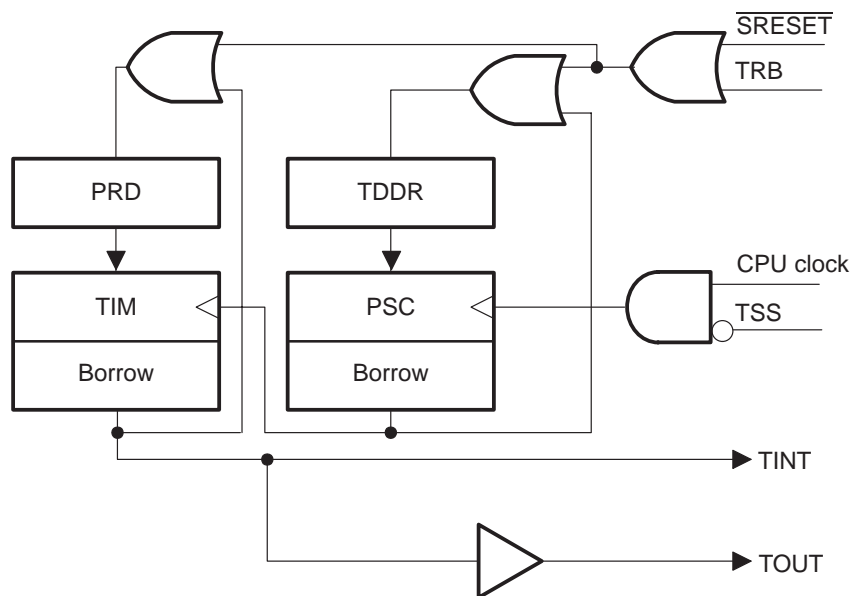 SRESET
TRB
PRD
TDDR
CPU clock
TIM
PSC
TSS
Borrow
Borrow
TINT
TOUT